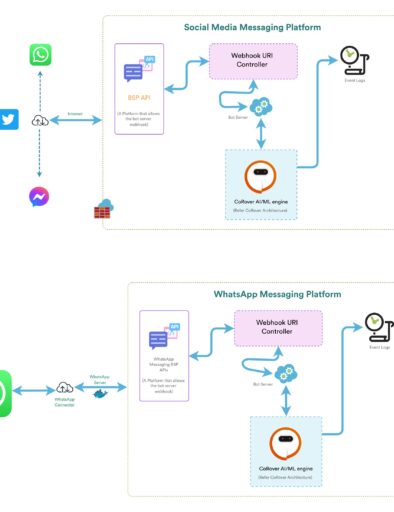 Social Media Messaging Platform
API
BSP API
(A Platform that allows
the bot server
webhook)
Webhook URI
Controller
Event Logs
Internet
Bot Server
CoRover AI/ML engine
(Refer CoRover Architecture)
WhatsApp Messaging Platform
API
WhatsApp
Messaging BSP
APIs
(A Platform that allows
the bot server
webhook)
Webhook URI
Controller
Event Logs
WhatsApp
Server
WhatsApp
Connector
Bot Server
CoRover AI/ML engine
(Refer CoRover Architecture)